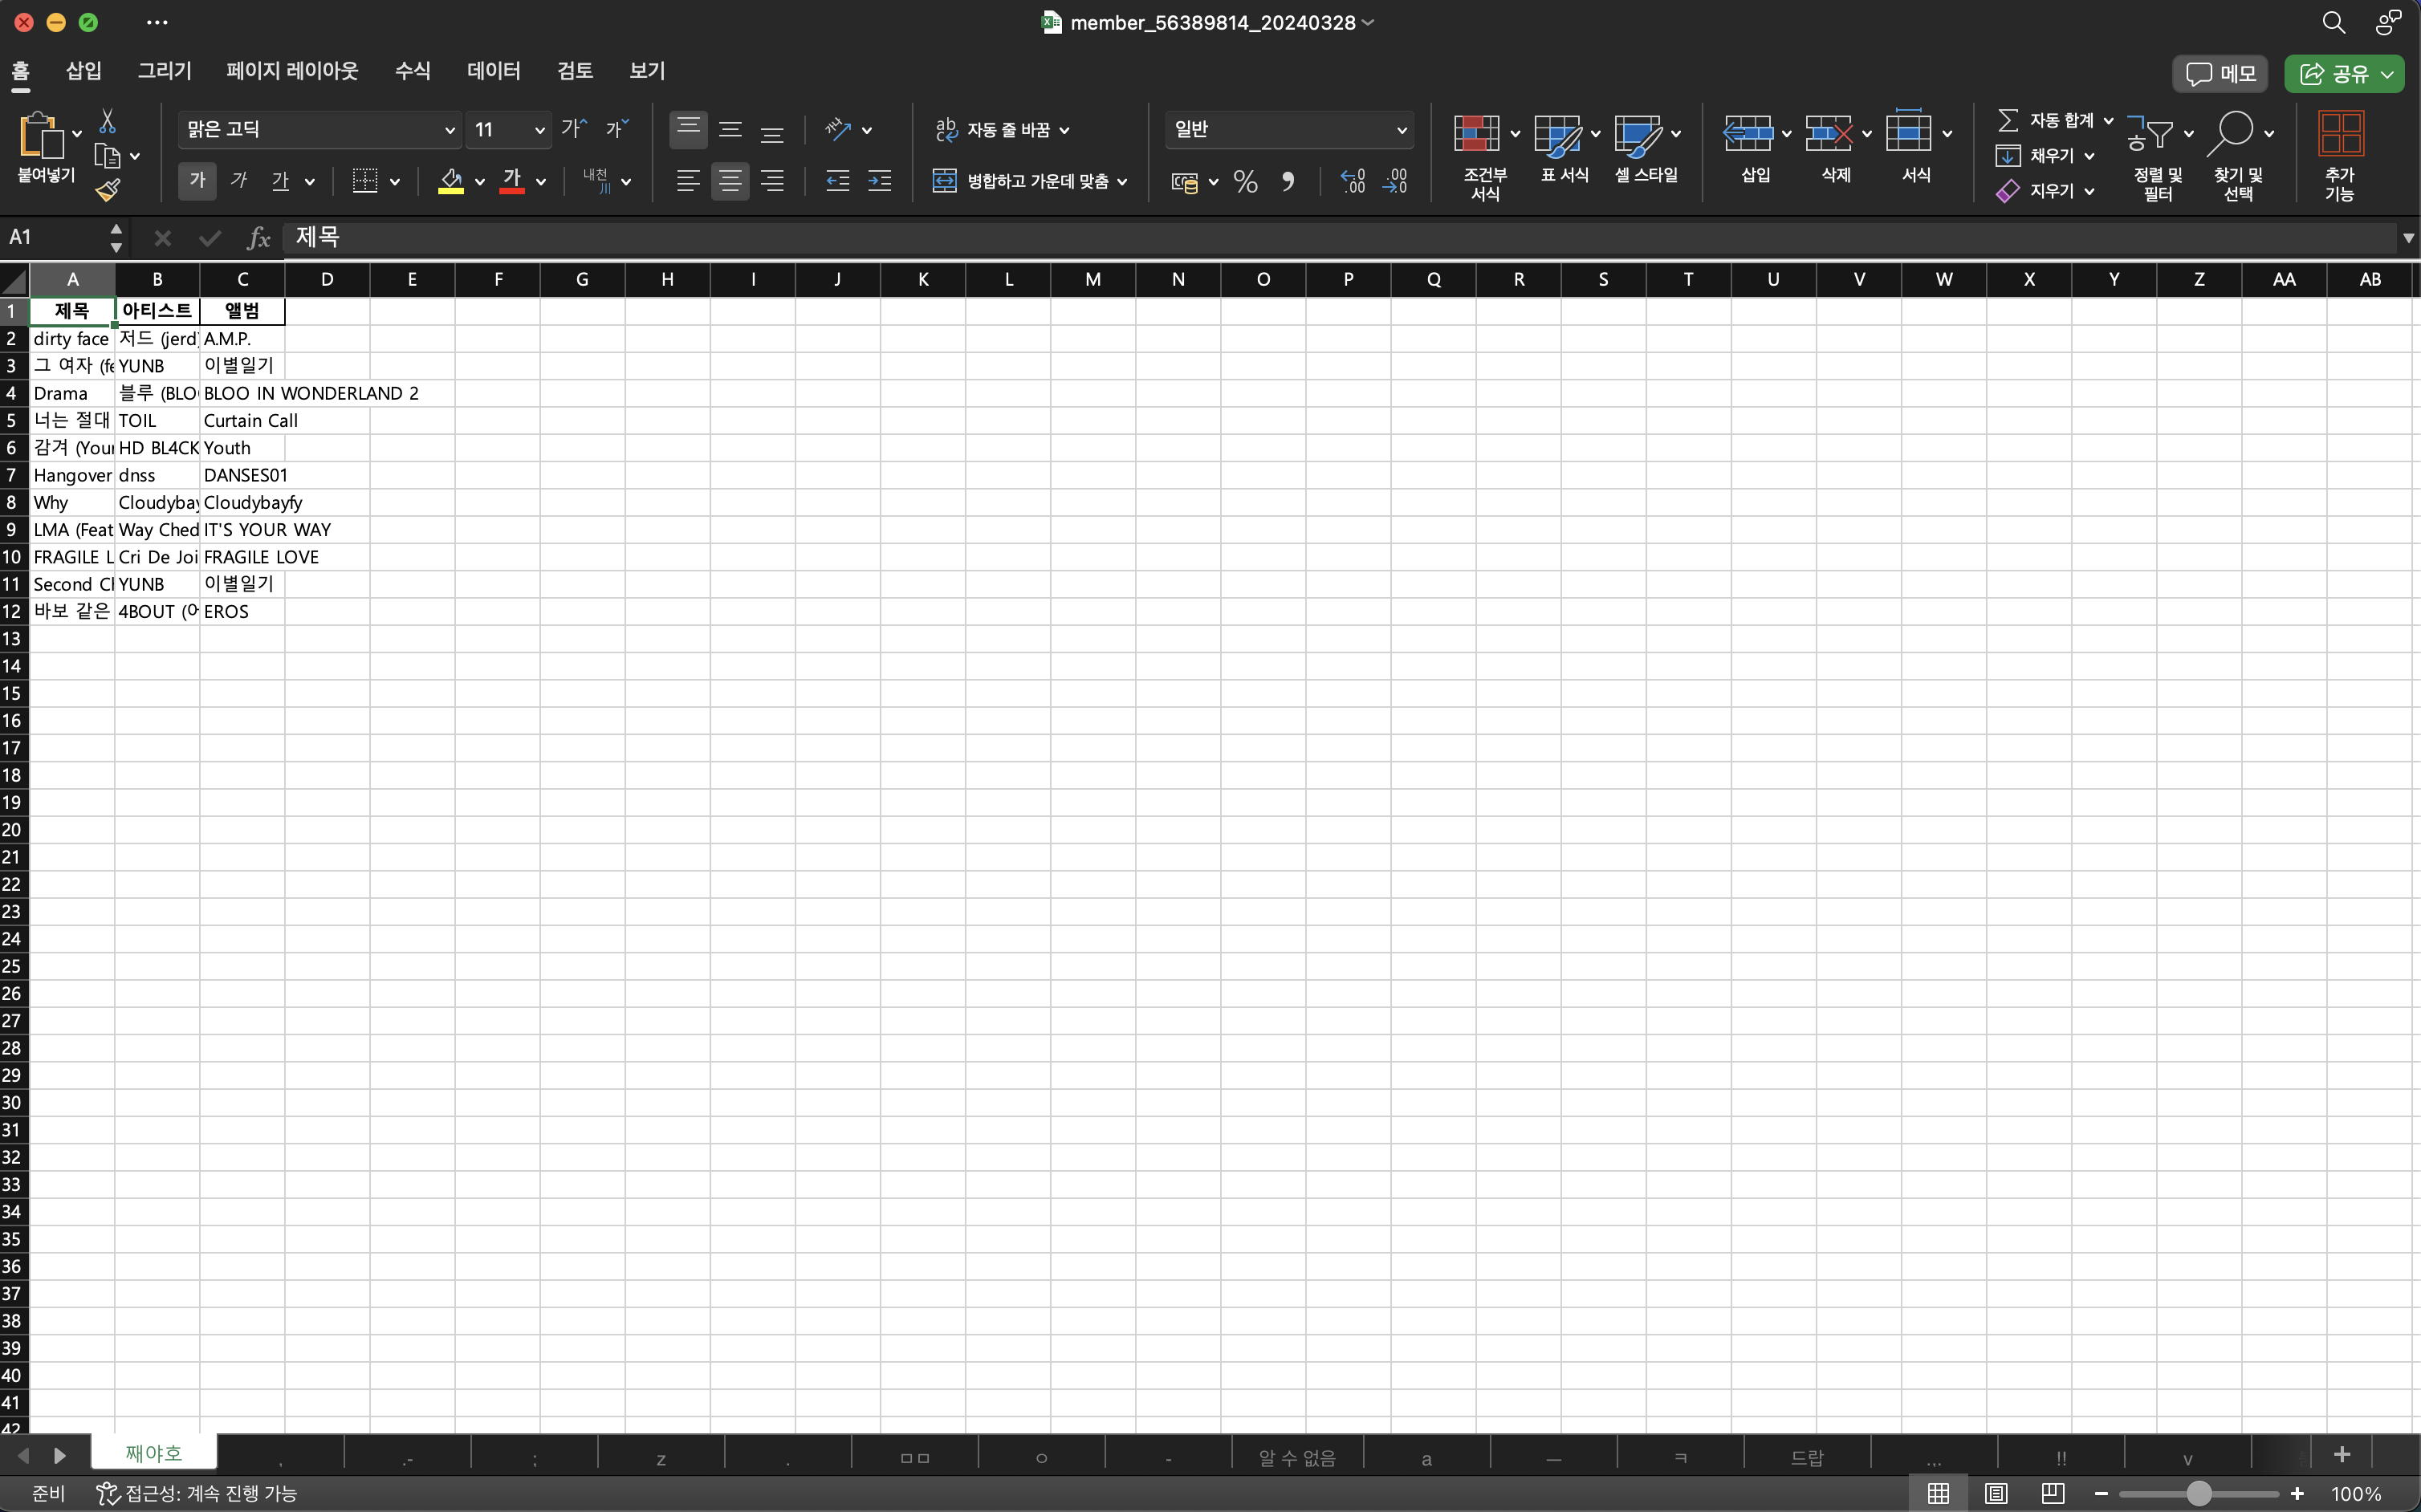 member_56389814_20240328
홈 삽입 그리기 페이지 레이아웃 수식 데이터 검토 보기 메모 공유
붙여넣기
맑은 고딕 11 가 가
가 가 가 가 내천
자동 줄 바꿈
병합하고 가운데 맞춤
일반
% .00 .0
조건부 서식
표 서식
셀 스타일
삽입
삭제
서식
자동 합계
채우기
지우기
정렬 및 필터
찾기 및 선택
추가 기능
A1 fx 제목
A B C D E F G H I J K L M N O P Q R S T U V W X Y Z AA AB
1 제목 아티스트 앨범
2 dirty face 저드 (jerd) A.M.P.
3 그 여자 (fe YUNB 이별일기
4 Drama 블루 (BLO BLOO IN WONDERLAND 2
5 너는 절대 TOIL Curtain Call
6 감겨 (You HD BL4CK Youth
7 Hangover dnss DANSES01
8 Why Cloudybay Cloudybayfy
9 LMA (Feat Way Ched IT'S YOUR WAY
10 FRAGILE L Cri De Joi FRAGILE LOVE
11 Second Cl YUNB 이별일기
12 바보 같은 4BOUT (어 EROS
13
14
15
16
17
18
19
20
21
22
23
24
25
26
27
28
29
30
31
32
33
34
35
36
37
38
39
40
41
42
째야호 , .- ; z . ㅁㅁ ㅇ - 알 수 없음 a — ㅋ 드랍 .,. !! v
준비 접근성: 계속 진행 가능 100%